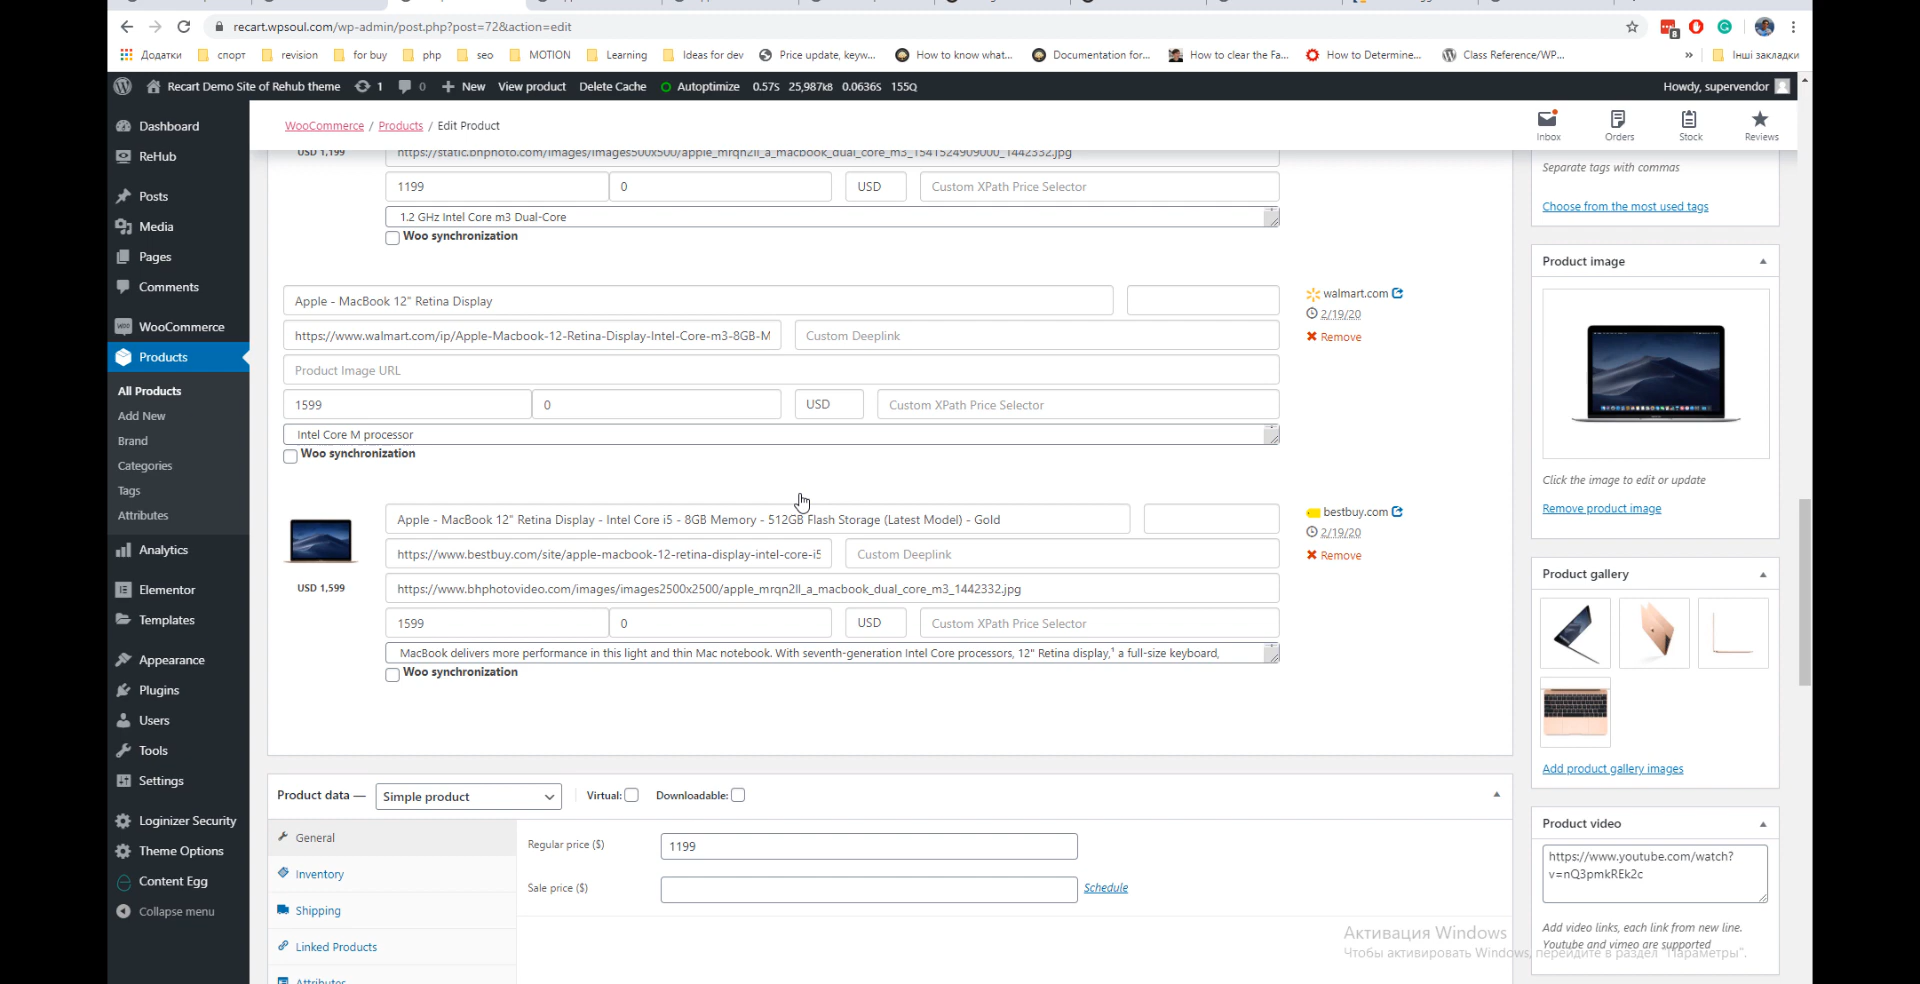 recart.wpsoul.com/wp-admin/post.php?post=72&action=edit
8
Додатки спорт revision for buy php seo MOTION Learning Ideas for dev Price update, keyw... How to know what... Documentation for... How to clear the Fa... How to Determine... Class Reference/WP... » Інші закладки
Recart Demo Site of Rehub theme 1 0 New View product Delete Cache Autoptimize 0.57s 25,987кв 0.0636s 155Q Howdy, supervendor
WooCommerce / Products / Edit Product
Inbox Orders Stock Reviews
Dashboard
ReHub
Posts
Media
Pages
Comments
WooCommerce
Products
All Products
Add New
Brand
Categories
Tags
Attributes
Analytics
Elementor
Templates
Appearance
Plugins
Users
Tools
Settings
Loginizer Security
Theme Options
Content Egg
Collapse menu
USD 1,199
https://static.bhphoto.com/images/images500x500/apple_mrqn2ll_a_macbook_dual_core_m3_1541524909000_1442332.jpg
1199 0 USD Custom XPath Price Selector
1.2 GHz Intel Core m3 Dual-Core
Woo synchronization
Apple - MacBook 12" Retina Display
walmart.com
2/19/20
Remove
https://www.walmart.com/ip/Apple-Macbook-12-Retina-Display-Intel-Core-m3-8GB-M Custom Deeplink
Product Image URL
1599 0 USD Custom XPath Price Selector
Intel Core M processor
Woo synchronization
Apple - MacBook 12" Retina Display - Intel Core i5 - 8GB Memory - 512GB Flash Storage (Latest Model) - Gold
bestbuy.com
2/19/20
Remove
https://www.bestbuy.com/site/apple-macbook-12-retina-display-intel-core-i5 Custom Deeplink
USD 1,599
https://www.bhphotovideo.com/images/images2500x2500/apple_mrqn2ll_a_macbook_dual_core_m3_1442332.jpg
1599 0 USD Custom XPath Price Selector
MacBook delivers more performance in this light and thin Mac notebook. With seventh-generation Intel Core processors, 12" Retina display,¹ a full-size keyboard,
Woo synchronization
Product data — Simple product Virtual: Downloadable:
General
Inventory
Shipping
Linked Products
Attributes
Regular price ($) 1199
Sale price ($) Schedule
Separate tags with commas
Choose from the most used tags
Product image
Click the image to edit or update
Remove product image
Product gallery
Add product gallery images
Product video
https://www.youtube.com/watch?
v=nQ3pmkREk2c
Add video links, each link from new line.
Youtube and vimeo are supported
Активация Windows
Чтобы активировать Windows, перейдите в раздел "Параметры".